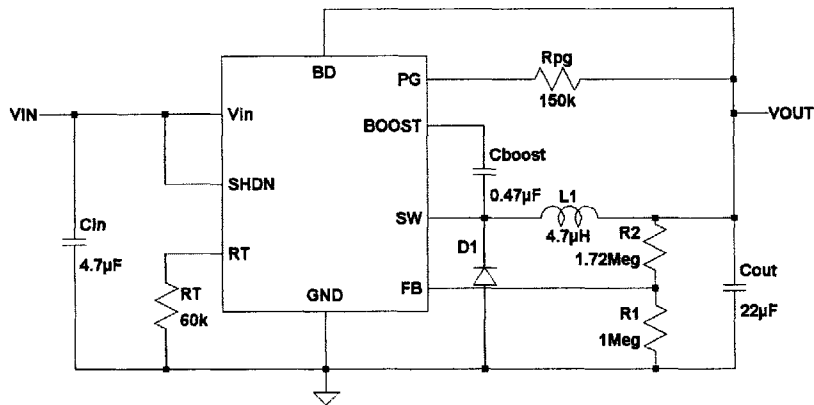 BD
PG
Rpg
150k
VIN
Vin
VOUT
BOOST
Cboost
0.47µF
SHDN
L1
4.7µH
SW
Cin
4.7µF
D1
R2
1.72Meg
RT
RT
60k
Cout
22µF
GND
FB
R1
1Meg